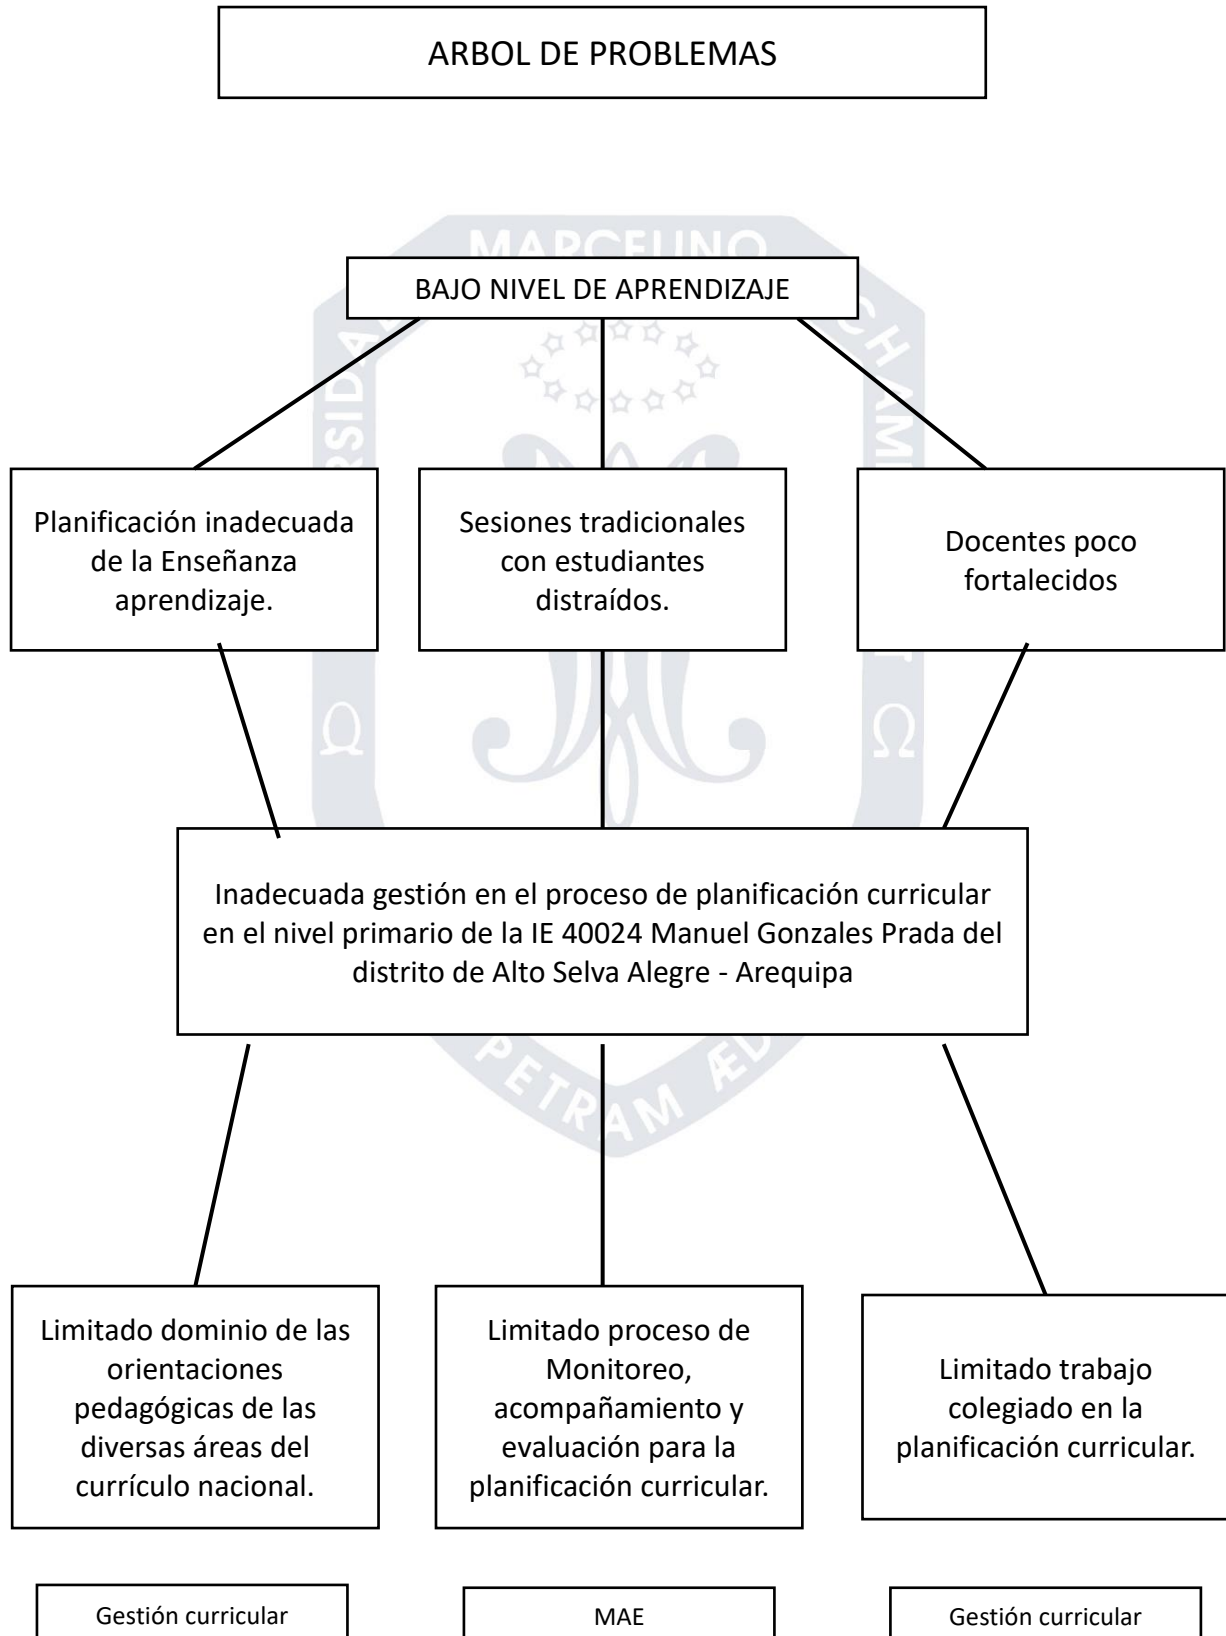 ARBOL DE PROBLEMAS
MARCELINO
BAJO NIVEL DE APRENDIZAJE
Planificación inadecuada
de la Enseñanza
aprendizaje.
Sesiones tradicionales
con estudiantes
distraídos.
Docentes poco
fortalecidos
Ω
Ω
Inadecuada gestión en el proceso de planificación curricular
en el nivel primario de la IE 40024 Manuel Gonzales Prada del
distrito de Alto Selva Alegre - Arequipa
PETRAM
Limitado dominio de las
orientaciones
pedagógicas de las
diversas áreas del
currículo nacional.
Limitado proceso de
Monitoreo,
acompañamiento y
evaluación para la
planificación curricular.
Limitado trabajo
colegiado en la
planificación curricular.
Gestión curricular
MAE
Gestión curricular